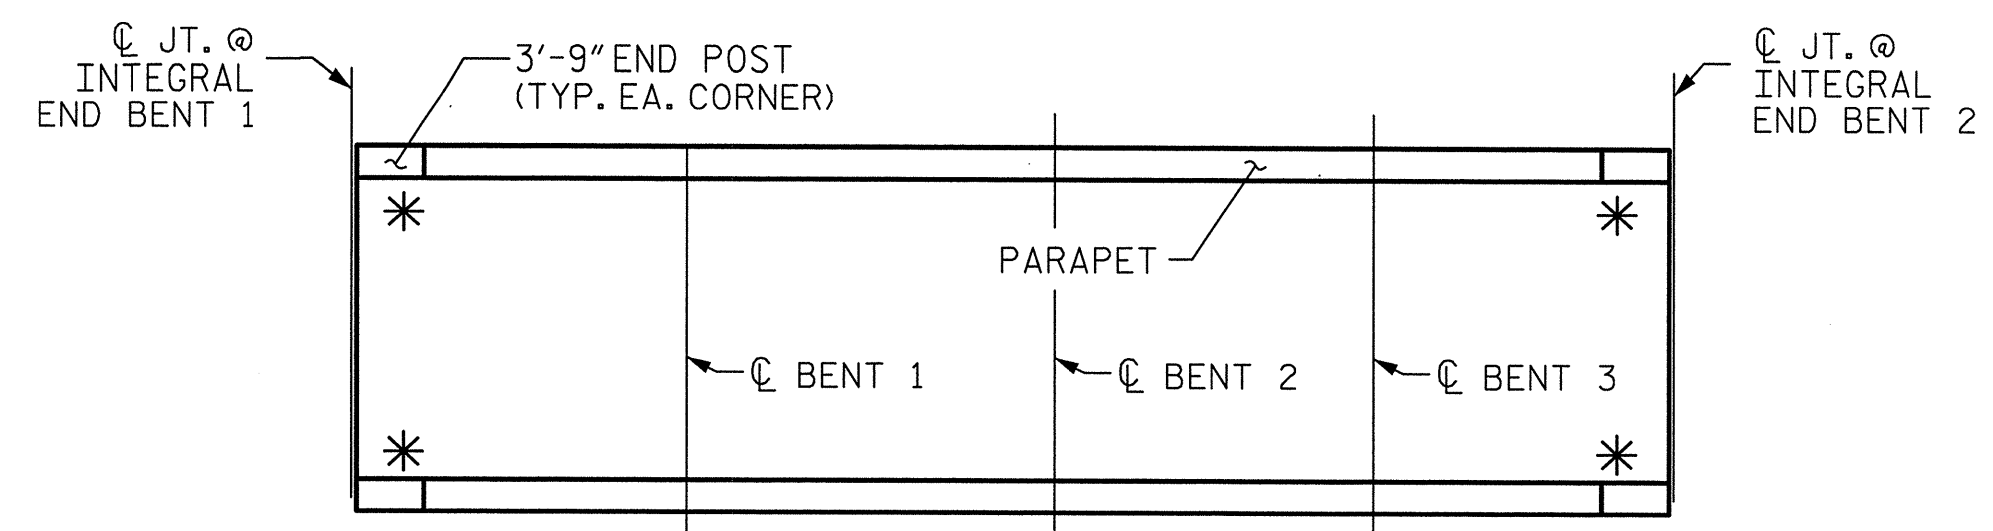 ℄ JT. @
INTEGRAL
END BENT 1
3'-9" END POST
(TYP. EA. CORNER)
℄ JT. @
INTEGRAL
END BENT 2
PARAPET
℄ BENT 1
℄ BENT 2
℄ BENT 3